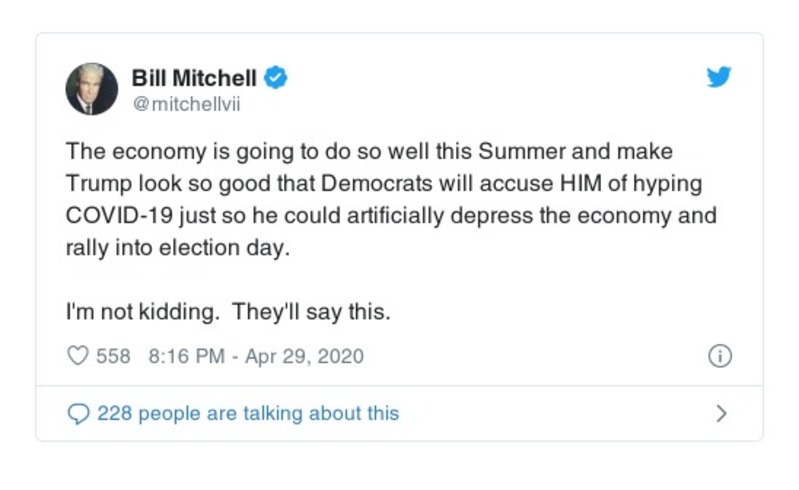 Bill Mitchell
@mitchellvii
The economy is going to do so well this Summer and make
Trump look so good that Democrats will accuse HIM of hyping
COVID-19 just so he could artificially depress the economy and
rally into election day.
I'm not kidding.  They'll say this.
558 8:16 PM - Apr 29, 2020
228 people are talking about this